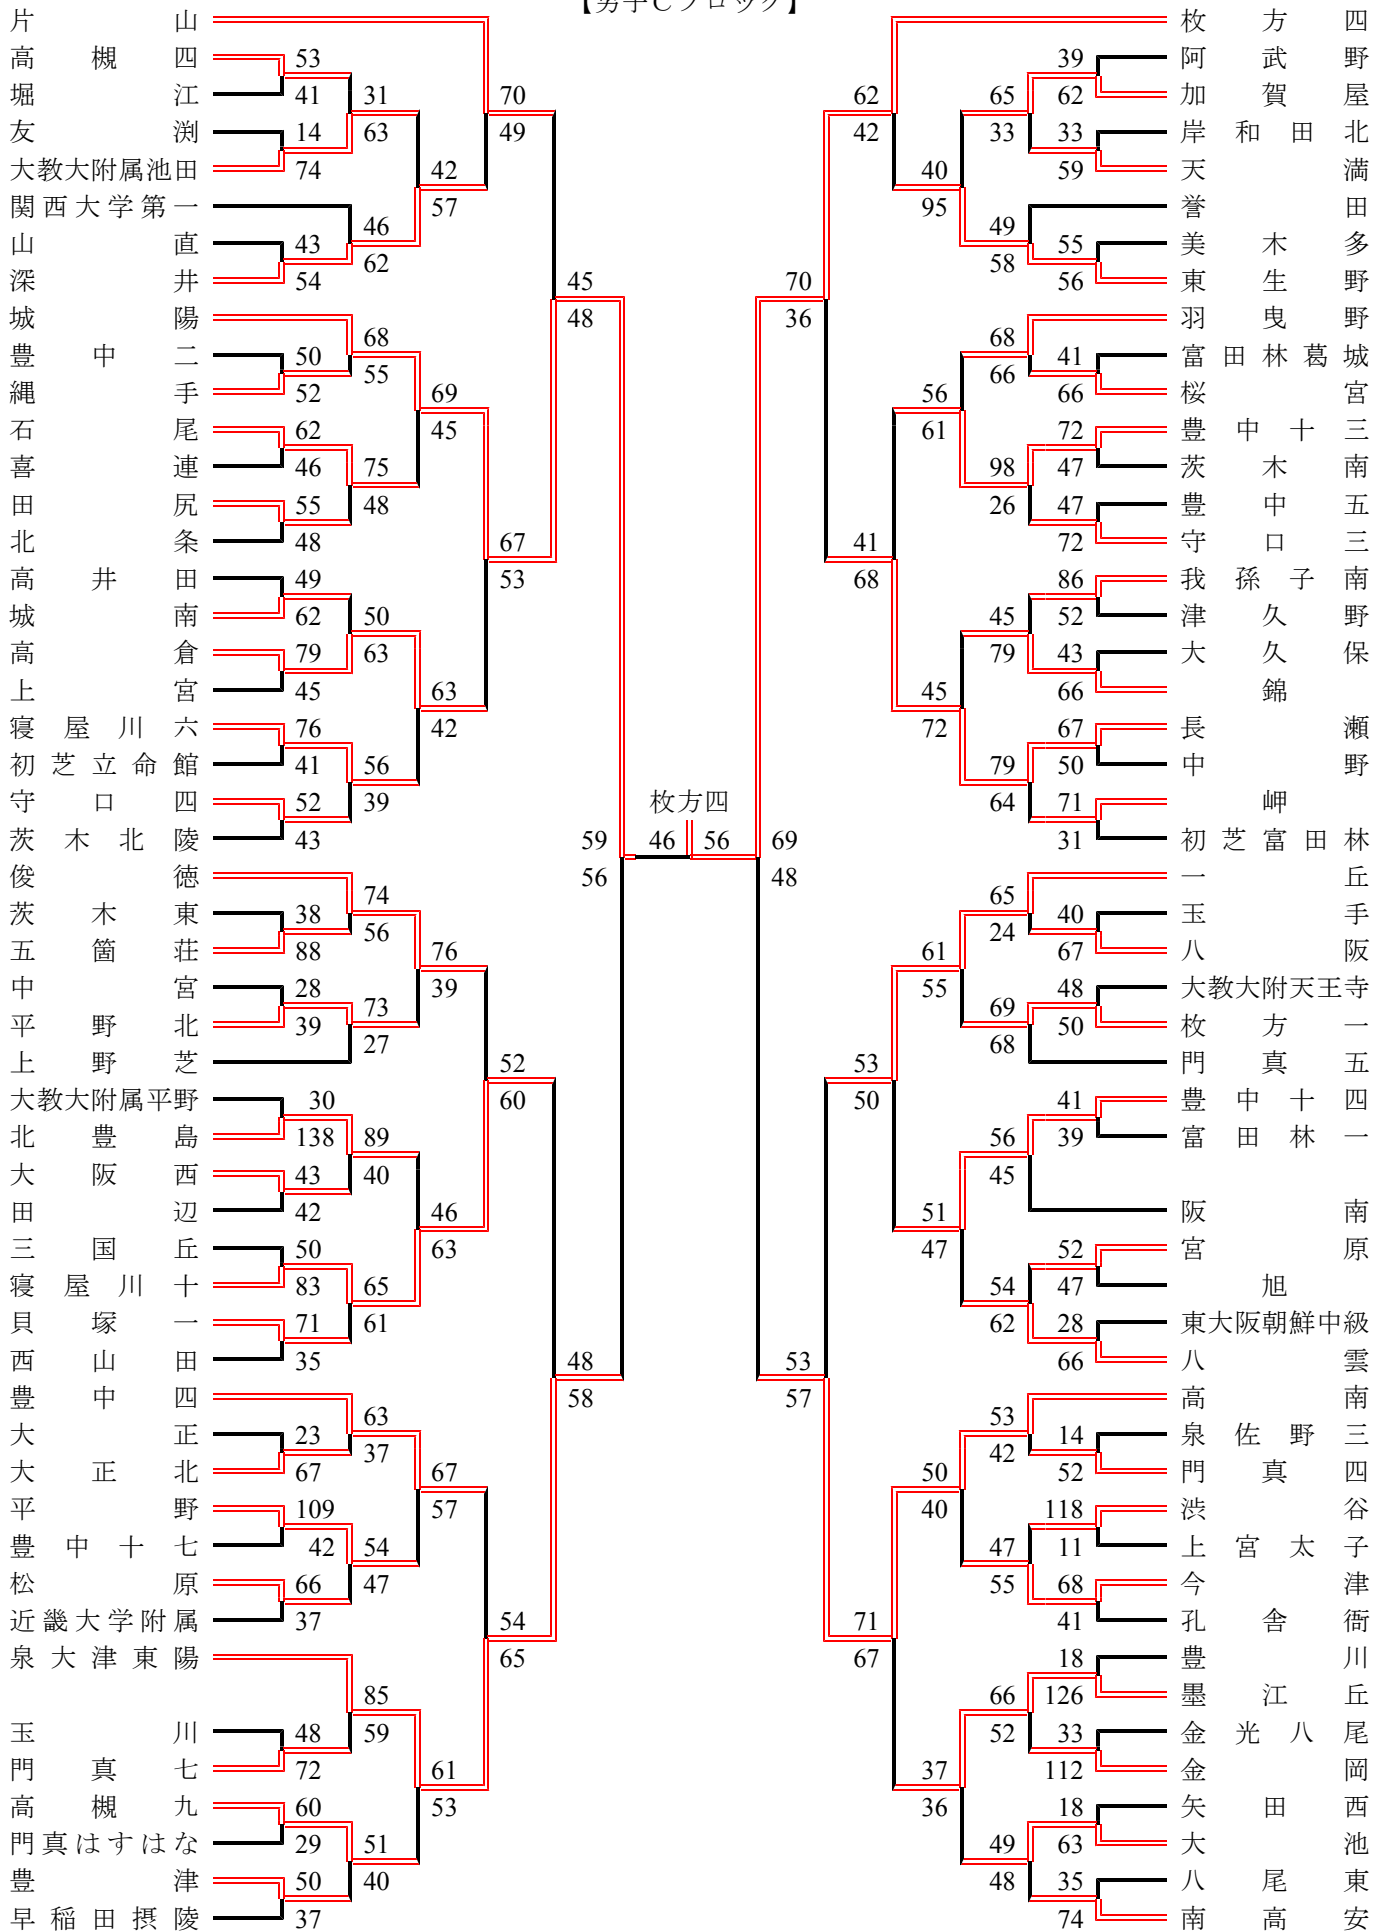 【男子Cブロック】
片山
高槻四
堀江
友渕
大教大附属池田
関西大学第一
山直
深井
城陽
豊中二
縄手
石尾
喜連
田尻
北条
高井田
城南
高倉
上宮
寝屋川六
初芝立命館
守口四
茨木北陵
俊徳
茨木東
五箇荘
中宮
平野北
上野芝
大教大附属平野
北豊島
大阪西
田辺
三国丘
寝屋川十
貝塚一
西山田
豊中四
大正
大正北
平野
豊中十七
松原
近畿大学附属
泉大津東陽
玉川
門真七
高槻九
門真はすはな
豊津
早稲田摂陵
53
41
14
74
43
54
50
52
62
46
55
48
49
62
79
45
76
41
52
43
38
88
28
39
30
138
43
42
50
83
71
35
23
67
109
42
66
37
48
72
60
29
50
37
31
63
46
62
68
55
75
48
50
63
56
39
74
56
73
27
89
40
65
61
63
37
54
47
85
59
51
40
42
57
69
45
63
42
76
39
46
63
67
57
61
53
70
49
67
53
52
60
54
65
45
48
48
58
59
56
枚方四
46
56
69
48
70
36
53
57
62
42
41
68
53
50
71
67
40
95
56
61
45
72
61
55
51
47
50
40
37
36
65
33
49
58
68
66
98
26
45
79
79
64
65
24
69
68
56
45
54
62
53
42
47
55
66
52
49
48
39
62
33
59
55
56
41
66
72
47
47
72
86
52
43
66
67
50
71
31
40
67
48
50
41
39
52
47
28
66
14
52
118
11
68
41
18
126
33
112
18
63
35
74
枚方四
阿武野
加賀屋
岸和田北
天満
誉田
美木多
東生野
羽曳野
富田林葛城
桜宮
豊中十三
茨木南
豊中五
守口三
我孫子南
津久野
大久保
錦
長瀬
中野
岬
初芝富田林
一丘
玉手
八阪
大教大附天王寺
枚方一
門真五
豊中十四
富田林一
阪南
宮原
旭
東大阪朝鮮中級
八雲
高南
泉佐野三
門真四
渋谷
上宮太子
今津
孔舎衙
豊川
墨江丘
金光八尾
金岡
矢田西
大池
八尾東
南高安